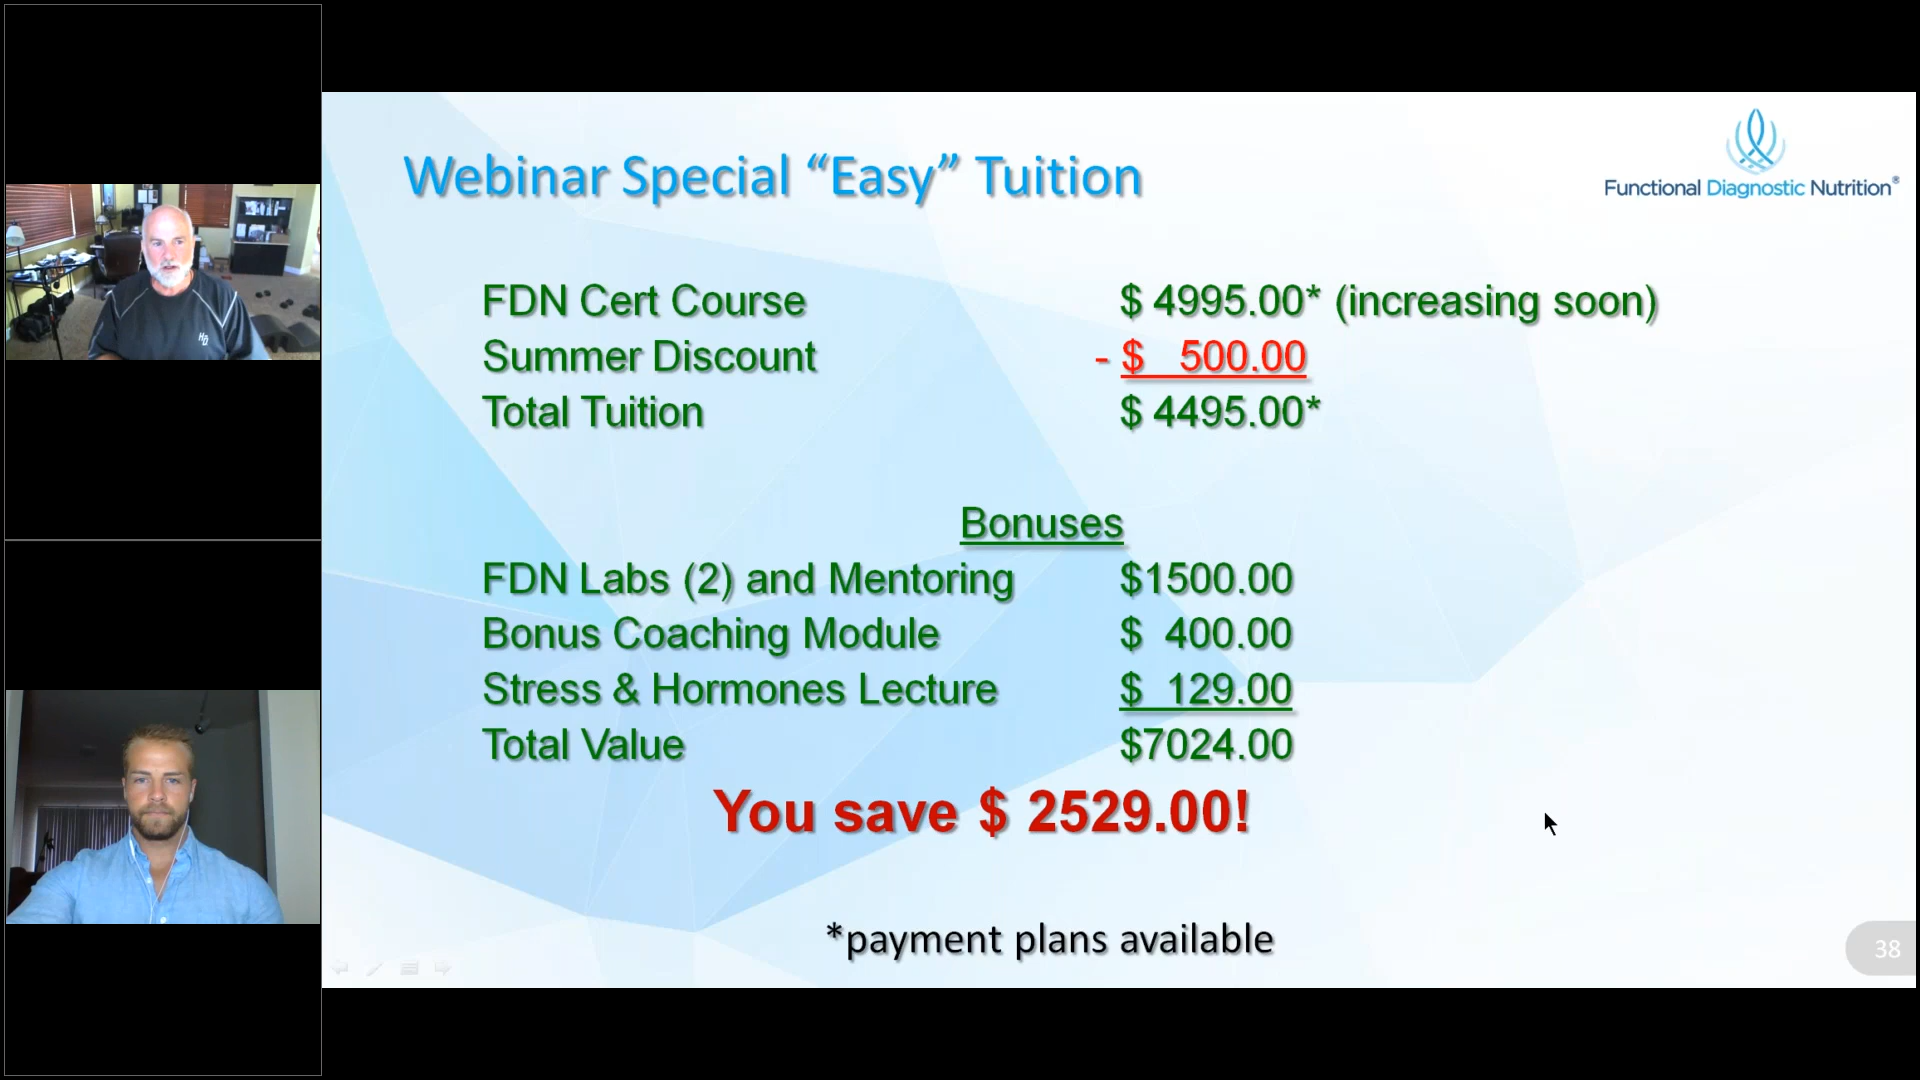 Webinar Special “Easy” Tuition
Functional Diagnostic Nutrition®
FDN Cert Course $ 4995.00* (increasing soon)
Summer Discount - $ 500.00
Total Tuition $ 4495.00*
Bonuses
FDN Labs (2) and Mentoring $1500.00
Bonus Coaching Module $ 400.00
Stress & Hormones Lecture $ 129.00
Total Value $7024.00
You save $ 2529.00!
*payment plans available
38